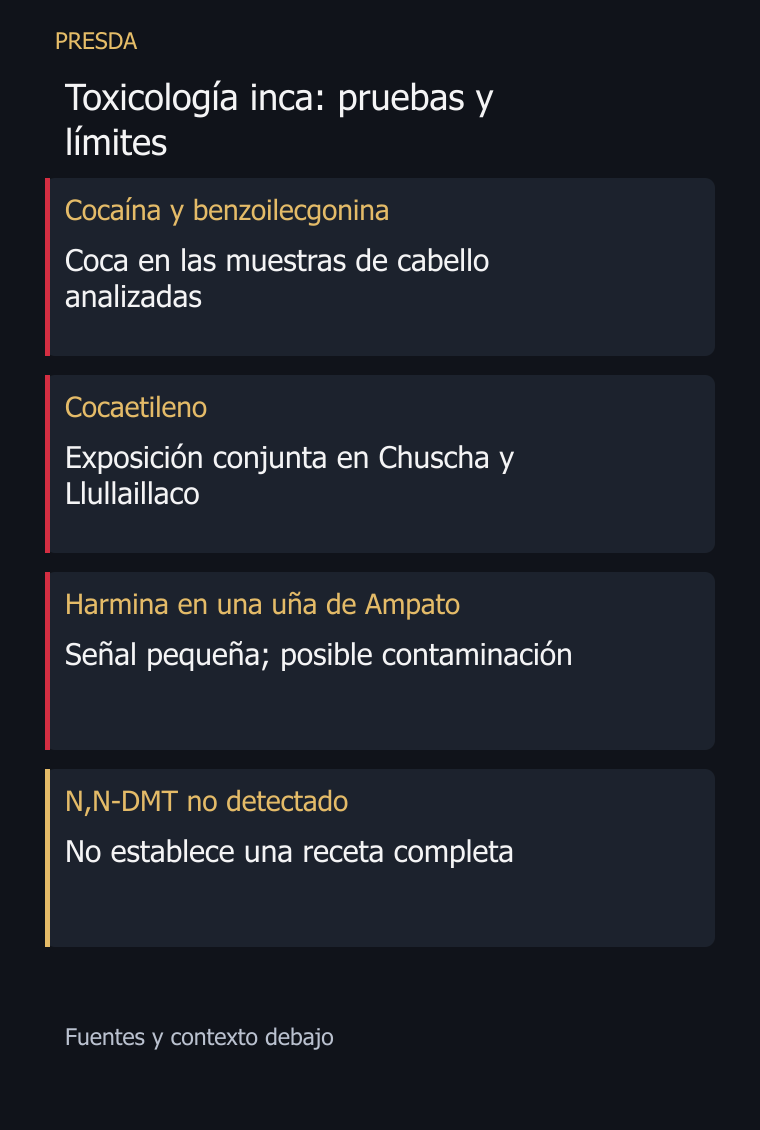 PRESDA
Toxicología inca: pruebas y
límites
Cocaína y benzoilecgonina
Coca en las muestras de cabello
analizadas
Cocaetileno
Exposición conjunta en Chuscha y
Llullaillaco
Harmina en una uña de Ampato
Señal pequeña; posible contaminación
N,N-DMT no detectado
No establece una receta completa
Fuentes y contexto debajo